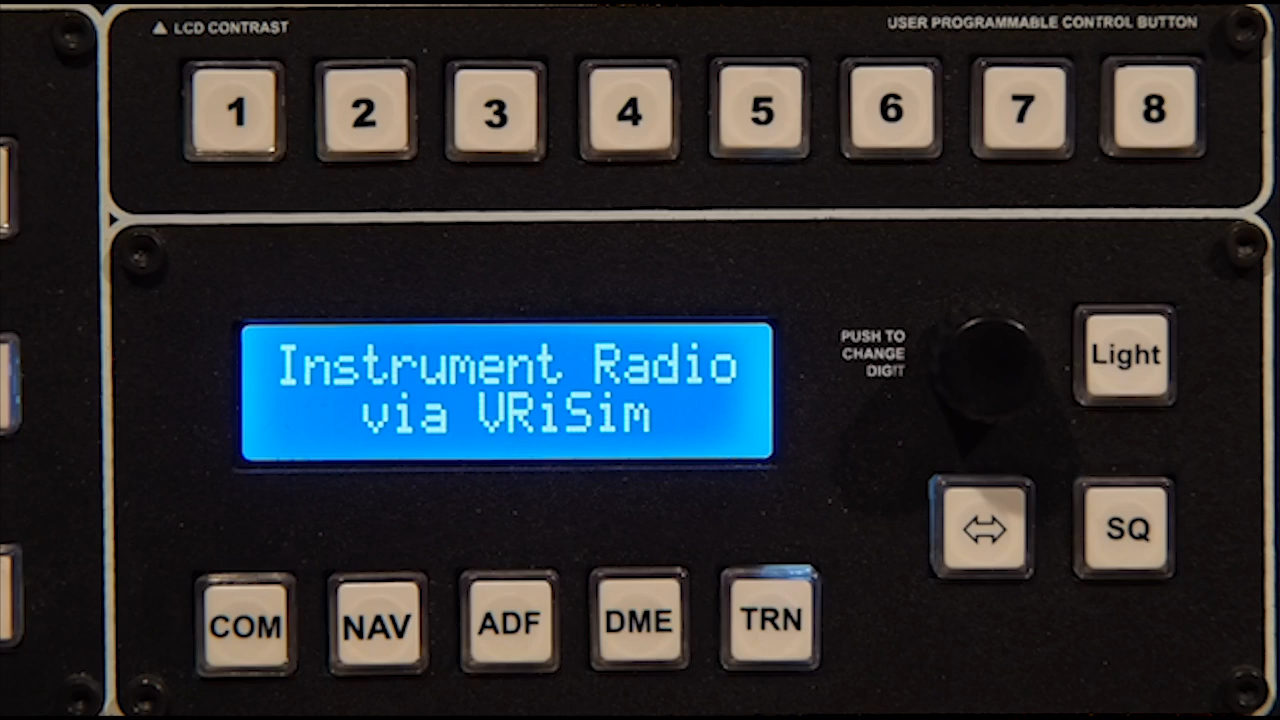 ▲ LCD CONTRAST
USER PROGRAMMABLE CONTROL BUTTON
1 2 3 4 5 6 7 8
Instrument Radio
via VRiSim
PUSH TO
CHANGE
DIGIT
Light
⇔ SQ
COM NAV ADF DME TRN